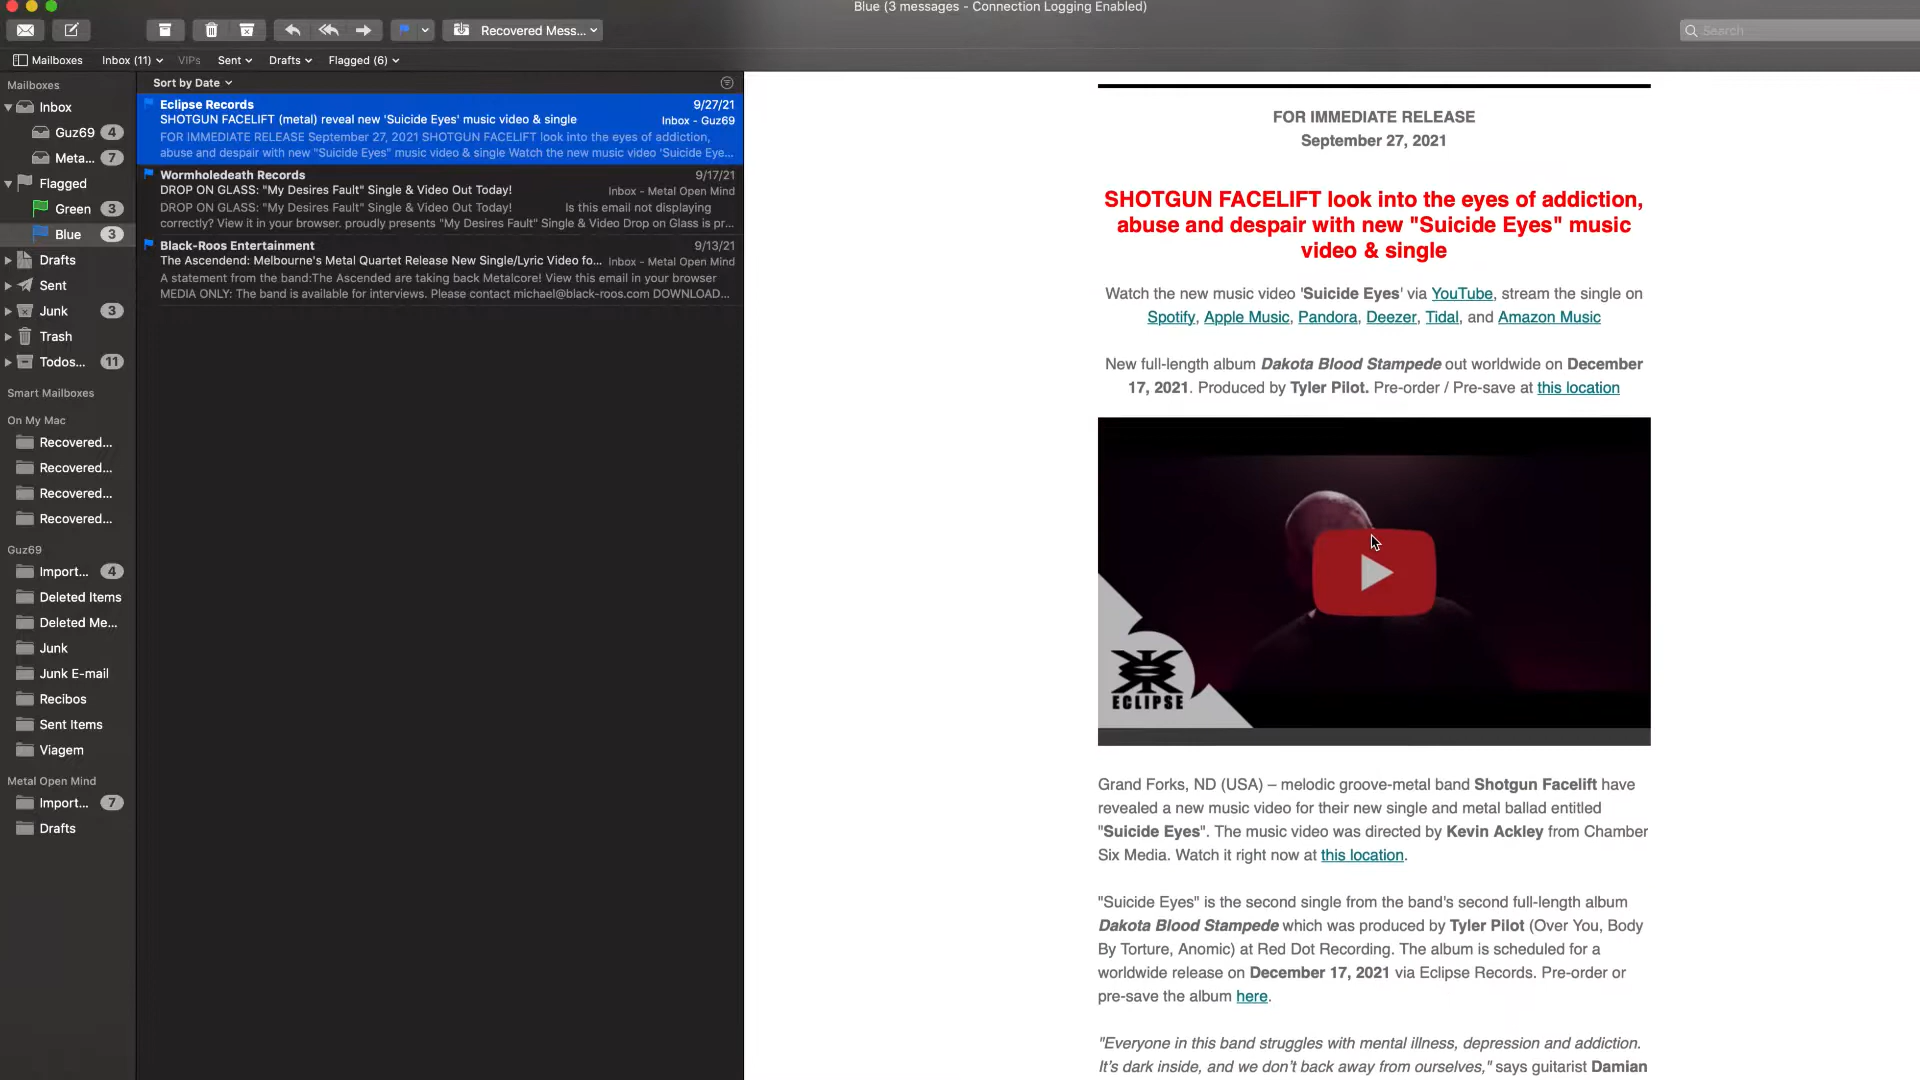 Blue (3 messages - Connection Logging Enabled)
Recovered Mess...
Search
Mailboxes
Inbox (11)
VIPs
Sent
Drafts
Flagged (6)
Mailboxes
Inbox
Guz69 4
Meta... 7
Flagged
Green 3
Blue 3
Drafts
Sent
Junk 3
Trash
Todos... 11
Smart Mailboxes
On My Mac
Recovered...
Recovered...
Recovered...
Recovered...
Guz69
Import... 4
Deleted Items
Deleted Me...
Junk
Junk E-mail
Recibos
Sent Items
Viagem
Metal Open Mind
Import... 7
Drafts
Sort by Date
Eclipse Records 9/27/21
SHOTGUN FACELIFT (metal) reveal new 'Suicide Eyes' music video & single Inbox - Guz69
FOR IMMEDIATE RELEASE September 27, 2021 SHOTGUN FACELIFT look into the eyes of addiction,
abuse and despair with new "Suicide Eyes" music video & single Watch the new music video 'Suicide Eye...
Wormholedeath Records 9/17/21
DROP ON GLASS: "My Desires Fault" Single & Video Out Today! Inbox - Metal Open Mind
DROP ON GLASS: "My Desires Fault" Single & Video Out Today! Is this email not displaying
correctly? View it in your browser. proudly presents "My Desires Fault" Single & Video Drop on Glass is pr...
Black-Roos Entertainment 9/13/21
The Ascendend: Melbourne's Metal Quartet Release New Single/Lyric Video fo... Inbox - Metal Open Mind
A statement from the band:The Ascended are taking back Metalcore! View this email in your browser
MEDIA ONLY: The band is available for interviews. Please contact michael@black-roos.com DOWNLOAD...
FOR IMMEDIATE RELEASE
September 27, 2021
SHOTGUN FACELIFT look into the eyes of addiction,
abuse and despair with new "Suicide Eyes" music
video & single
Watch the new music video 'Suicide Eyes' via YouTube, stream the single on
Spotify, Apple Music, Pandora, Deezer, Tidal, and Amazon Music
New full-length album Dakota Blood Stampede out worldwide on December
17, 2021. Produced by Tyler Pilot. Pre-order / Pre-save at this location
ECLIPSE
Grand Forks, ND (USA) – melodic groove-metal band Shotgun Facelift have
revealed a new music video for their new single and metal ballad entitled
"Suicide Eyes". The music video was directed by Kevin Ackley from Chamber
Six Media. Watch it right now at this location.
"Suicide Eyes" is the second single from the band's second full-length album
Dakota Blood Stampede which was produced by Tyler Pilot (Over You, Body
By Torture, Anomic) at Red Dot Recording. The album is scheduled for a
worldwide release on December 17, 2021 via Eclipse Records. Pre-order or
pre-save the album here.
"Everyone in this band struggles with mental illness, depression and addiction.
It's dark inside, and we don't back away from ourselves," says guitarist Damian